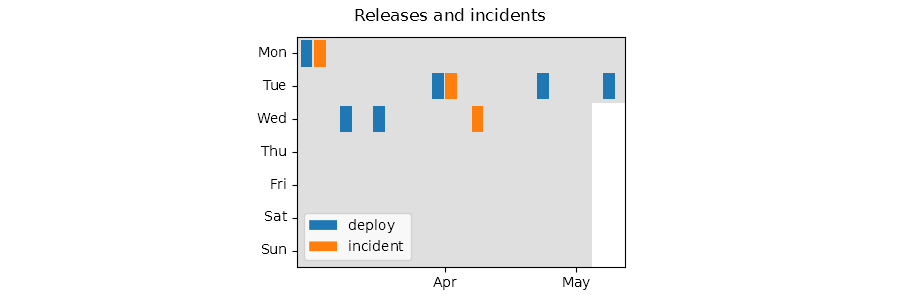 Releases and incidents
Mon
Tue
Wed
Thu
Fri
Sat
Sun
deploy
incident
Apr
May